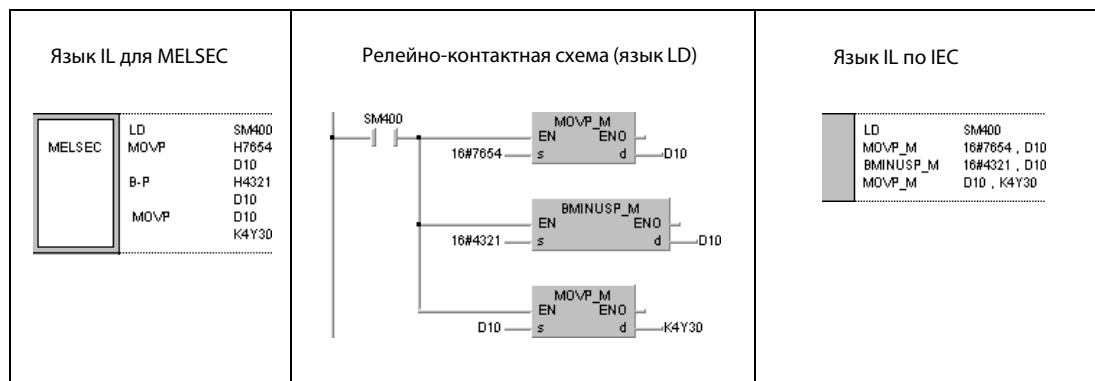 Язык IL для MELSEC
MELSEC
LD SM400
MOVP H7654
D10
B-P H4321
D10
MOVP D10
K4Y30
Релейно-контактная схема (язык LD)
SM400
MOVP_M
EN ENO
16#7654 s d D10
BMINUSP_M
EN ENO
16#4321 s d D10
MOVP_M
EN ENO
D10 s d K4Y30
Язык IL по IEC
LD SM400
MOVP_M 16#7654 , D10
BMINUSP_M 16#4321 , D10
MOVP_M D10 , K4Y30